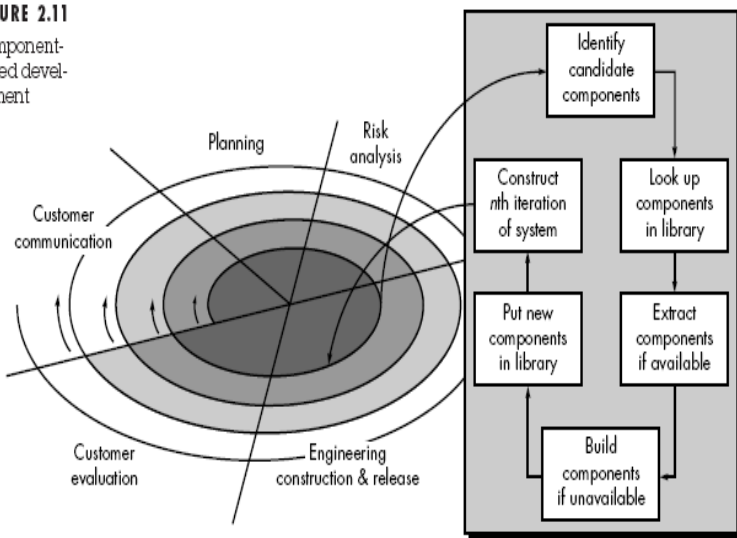 URE 2.11
mponent-
ed devel-
ment
Planning
Risk
analysis
Customer
communication
Customer
evaluation
Engineering
construction & release
Identify
candidate
components
Look up
components
in library
Extract
components
if available
Build
components
if unavailable
Put new
components
in library
Construct
nth iteration
of system